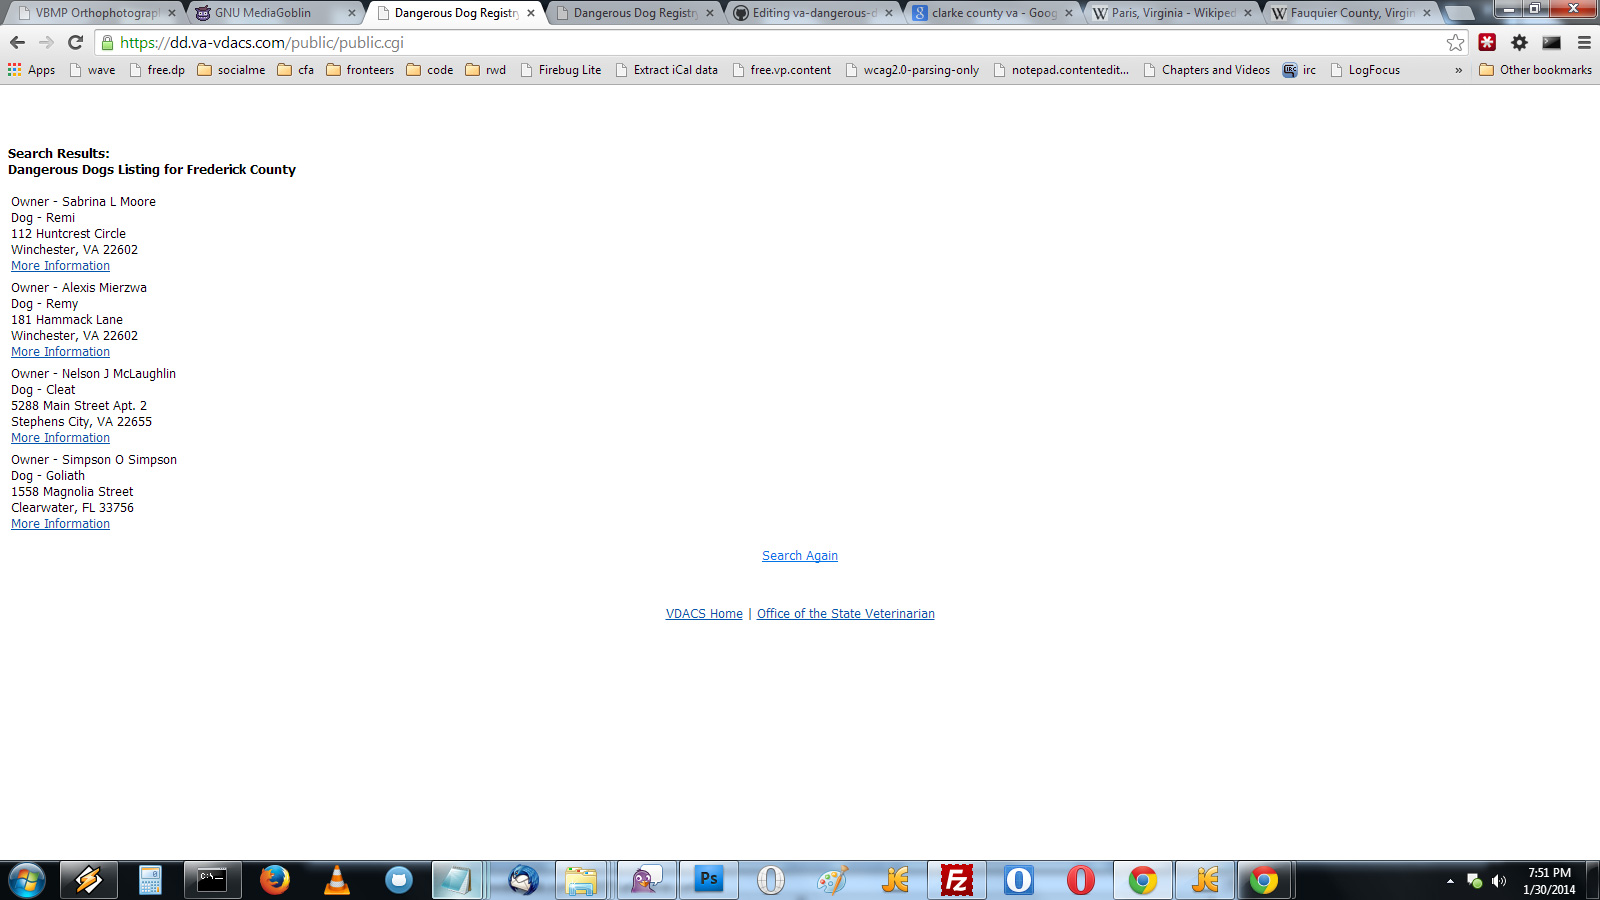 VBMP Orthophotograp
GNU MediaGoblin
Dangerous Dog Registry
Dangerous Dog Registry
Editing va-dangerous-d
clarke county va - Goog
Paris, Virginia - Wikiped
Fauquier County, Virgin
https://dd.va-vdacs.com/public/public.cgi
Apps wave free.dp socialme cfa fronteers code rwd Firebug Lite Extract iCal data free.vp.content wcag2.0-parsing-only notepad.contentedit... Chapters and Videos irc LogFocus » Other bookmarks
Search Results:
Dangerous Dogs Listing for Frederick County
Owner - Sabrina L Moore
Dog - Remi
112 Huntcrest Circle
Winchester, VA 22602
More Information
Owner - Alexis Mierzwa
Dog - Remy
181 Hammack Lane
Winchester, VA 22602
More Information
Owner - Nelson J McLaughlin
Dog - Cleat
5288 Main Street Apt. 2
Stephens City, VA 22655
More Information
Owner - Simpson O Simpson
Dog - Goliath
1558 Magnolia Street
Clearwater, FL 33756
More Information
Search Again
VDACS Home | Office of the State Veterinarian
C:\_
Ps
Fz
7:51 PM
1/30/2014